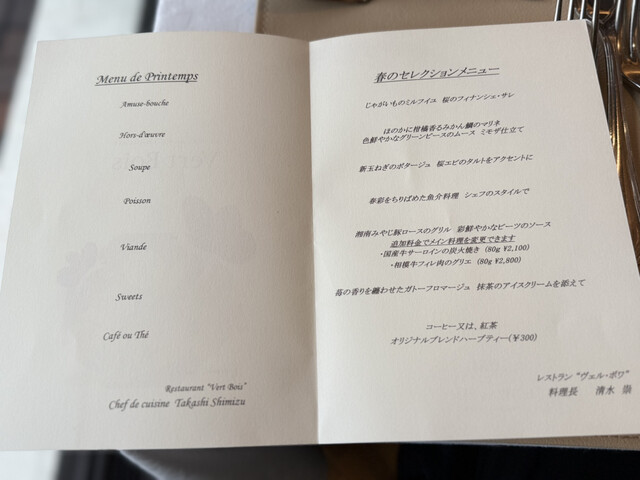 Menu de Printemps
Amuse-bouche
Hors-d'œuvre
Soupe
Poisson
Viande
Sweets
Café ou Thé
Restaurant "Vert Bois"
Chef de cuisine Takashi Shimizu
春のセレクションメニュー
じゃがいものミルフイユ 桜のフィナンシェ・サレ
ほのかに柑橘香るみかん鯛のマリネ
色鮮やかなグリーンピースのムース ミモザ仕立て
新玉ねぎのポタージュ 桜エビのタルトをアクセントに
春彩をちりばめた魚介料理 シェフのスタイルで
湘南みやじ豚ロースのグリル 彩鮮やかなビーツのソース
追加料金でメイン料理を変更できます
・国産牛サーロインの炭火焼き (80g ¥2,100)
・相模牛フィレ肉のグリエ (80g ¥2,800)
苺の香りを纏わせたガトーフロマージュ 抹茶のアイスクリームを添えて
コーヒー又は、紅茶
オリジナルブレンドハーブティー(¥300)
レストラン "ヴェル・ボワ"
料理長 清水 崇